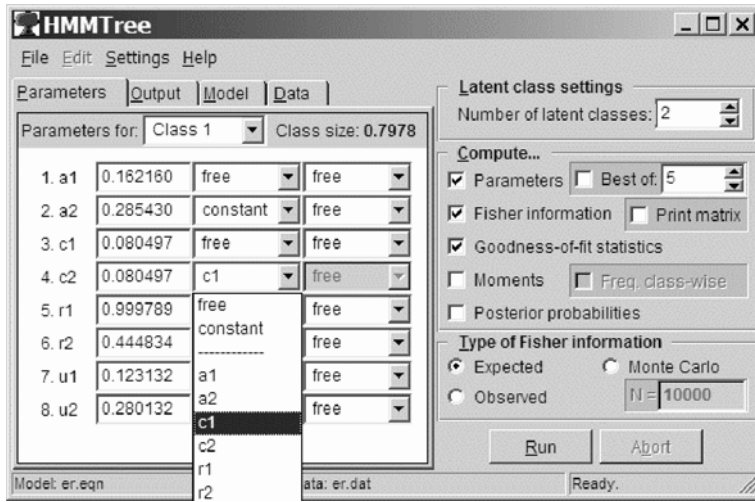 HMMTree
File Edit Settings Help
Parameters Output Model Data
Parameters for: Class 1 Class size: 0.7978
1. a1 0.162160 free free
2. a2 0.285430 constant free
3. c1 0.080497 free free
4. c2 0.080497 c1 free
5. r1 0.999789 free
6. r2 0.444834 free
7. u1 0.123132 free
8. u2 0.280132 free
free
constant
------------
a1
a2
c1
c2
r1
r2
Latent class settings
Number of latent classes: 2
Compute...
Parameters Best of: 5
Fisher information Print matrix
Goodness-of-fit statistics
Moments Freq. class-wise
Posterior probabilities
Type of Fisher information
Expected Monte Carlo
Observed N = 10000
Run Abort
Model: er.eqn ata: er.dat Ready.